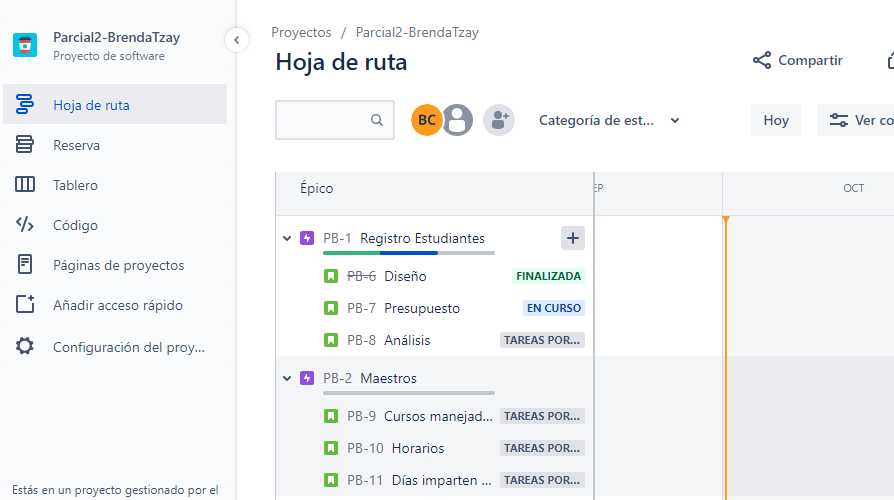 Parcial2-BrendaTzay
Proyecto de software
Hoja de ruta
Reserva
Tablero
Código
Páginas de proyectos
Añadir acceso rápido
Configuración del proy...
Estás en un proyecto gestionado por el
Proyectos / Parcial2-BrendaTzay
Hoja de ruta
Compartir
BC
Categoría de est...
Hoy
Ver co
Épico
EP
OCT
PB-1 Registro Estudiantes
PB-6 Diseño FINALIZADA
PB-7 Presupuesto EN CURSO
PB-8 Análisis TAREAS POR...
PB-2 Maestros
PB-9 Cursos manejad... TAREAS POR...
PB-10 Horarios TAREAS POR...
PB-11 Días imparten ... TAREAS POR...